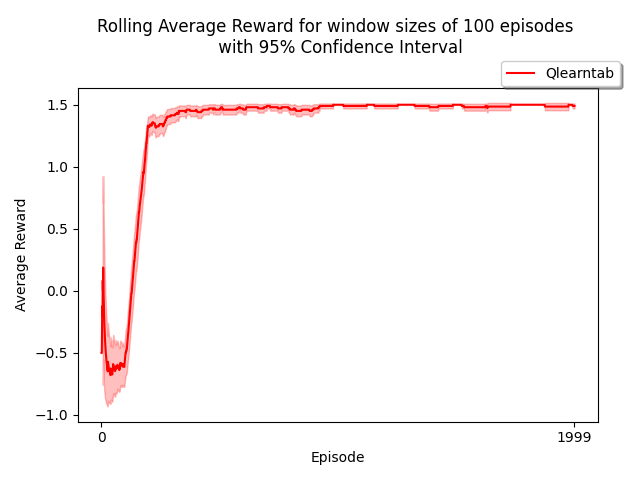 Rolling Average Reward for window sizes of 100 episodes
with 95% Confidence Interval
Qlearntab
1.5
1.0
0.5
0.0
−0.5
−1.0
Average Reward
0
1999
Episode